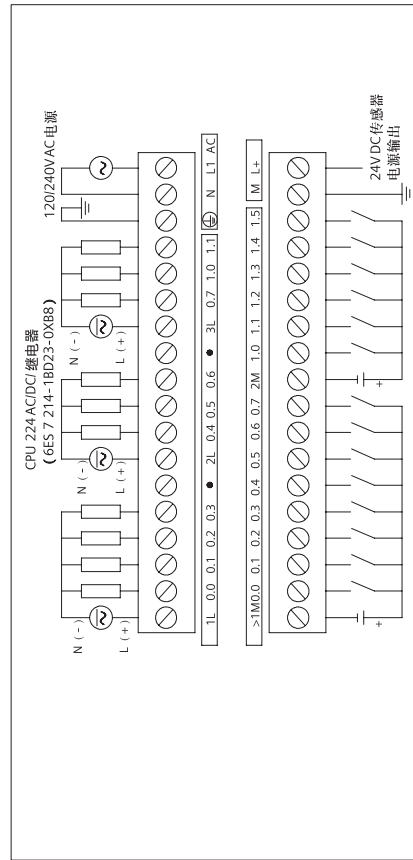 CPU 224 AC/DC/继电器
(6ES 7 214-1BD23-0XB8)
120/240V AC 电源
N (-)
L (+)
N (-)
L (+)
N (-)
L (+)
1L 0.0 0.1 0.2 0.3 ● 2L 0.4 0.5 0.6 ● 3L 0.7 1.0 1.1 N L1 AC
>1M 0.0 0.1 0.2 0.3 0.4 0.5 0.6 0.7 2M 1.0 1.1 1.2 1.3 1.4 1.5 M L+
+
+
24V DC 传感器
电源输出